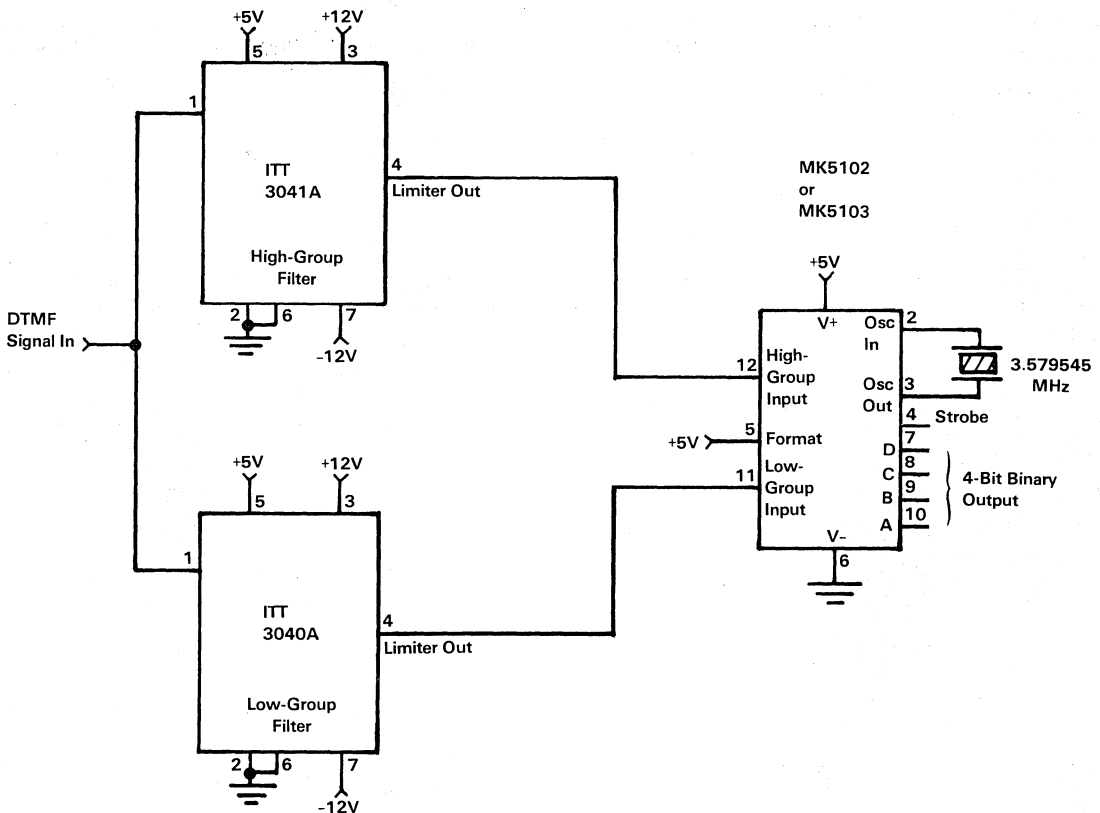 +5V
+12V
5
3
1
ITT
3041A
4
Limiter Out
High-Group
Filter
2
6
7
-12V
DTMF
Signal In
MK5102
or
MK5103
+5V
V+
Osc
In
2
12
High-
Group
Input
3.579545
MHz
Osc
Out
3
4
Strobe
+5V
5
Format
7
D
11
Low-
Group
Input
8
C
9
B
10
A
4-Bit Binary
Output
V-
6
+5V
+12V
5
3
1
ITT
3040A
4
Limiter Out
Low-Group
Filter
2
6
7
-12V